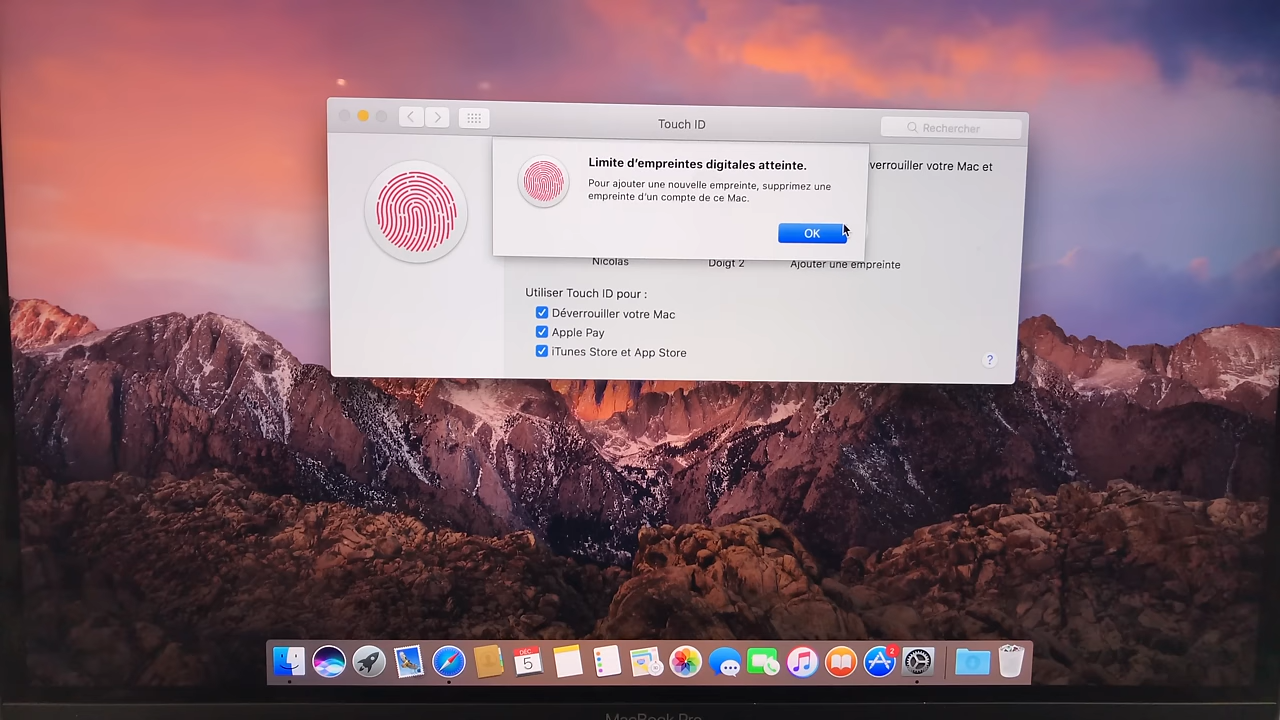 Touch ID
Rechercher
Limite d'empreintes digitales atteinte.
Pour ajouter une nouvelle empreinte, supprimez une
empreinte d'un compte de ce Mac.
OK
verrouiller votre Mac et
Nicolas
Doigt 2
Ajouter une empreinte
Utiliser Touch ID pour :
Déverrouiller votre Mac
Apple Pay
iTunes Store et App Store
?
DÉC
5
2
MacBook Pro